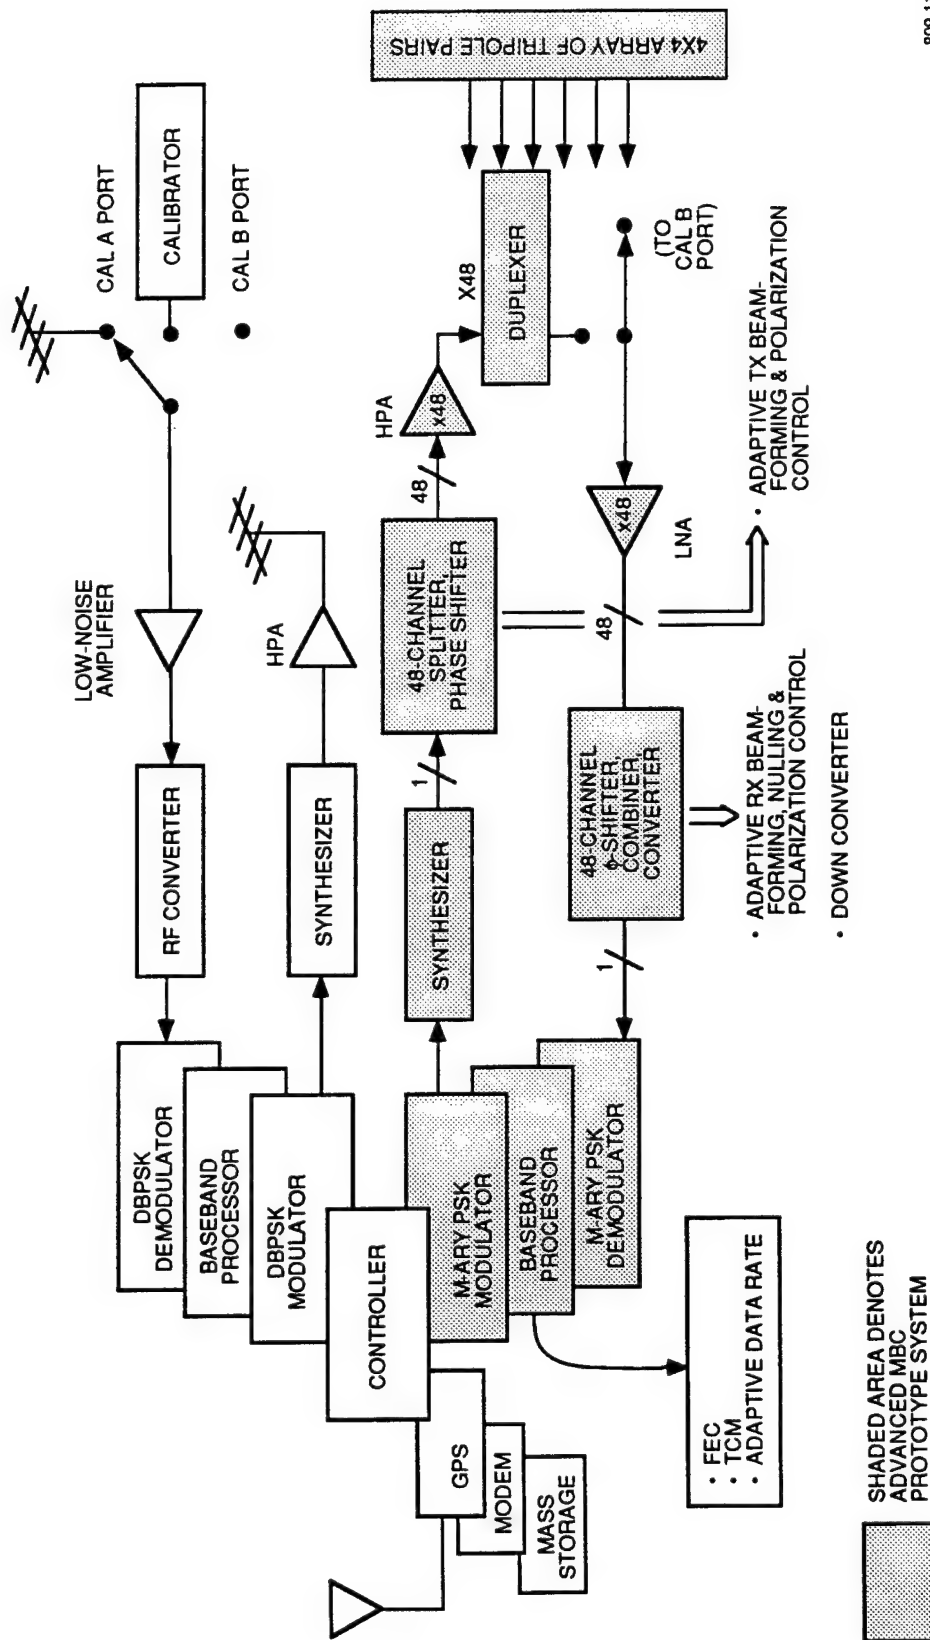 CAL A PORT
CALIBRATOR
CAL B PORT
LOW-NOISE
AMPLIFIER
RF CONVERTER
DBPSK
DEMODULATOR
BASEBAND
PROCESSOR
DBPSK
MODULATOR
SYNTHESIZER
HPA
CONTROLLER
GPS
MODEM
MASS
STORAGE
M-ARY PSK
MODULATOR
BASEBAND
PROCESSOR
M-ARY PSK
DEMODULATOR
SYNTHESIZER
1
48-CHANNEL
SPLITTER,
PHASE SHIFTER
48
HPA
x48
X48
DUPLEXER
4X4 ARRAY OF TRIPOLE PAIRS
(TO
CAL B
PORT)
x48
LNA
48
48-CHANNEL
ϕ-SHIFTER,
COMBINER,
CONVERTER
1
• ADAPTIVE TX BEAM-
FORMING & POLARIZATION
CONTROL
• ADAPTIVE RX BEAM-
FORMING, NULLING &
POLARIZATION CONTROL
• DOWN CONVERTER
• FEC
• TCM
• ADAPTIVE DATA RATE
SHADED AREA DENOTES
ADVANCED MBC
PROTOTYPE SYSTEM